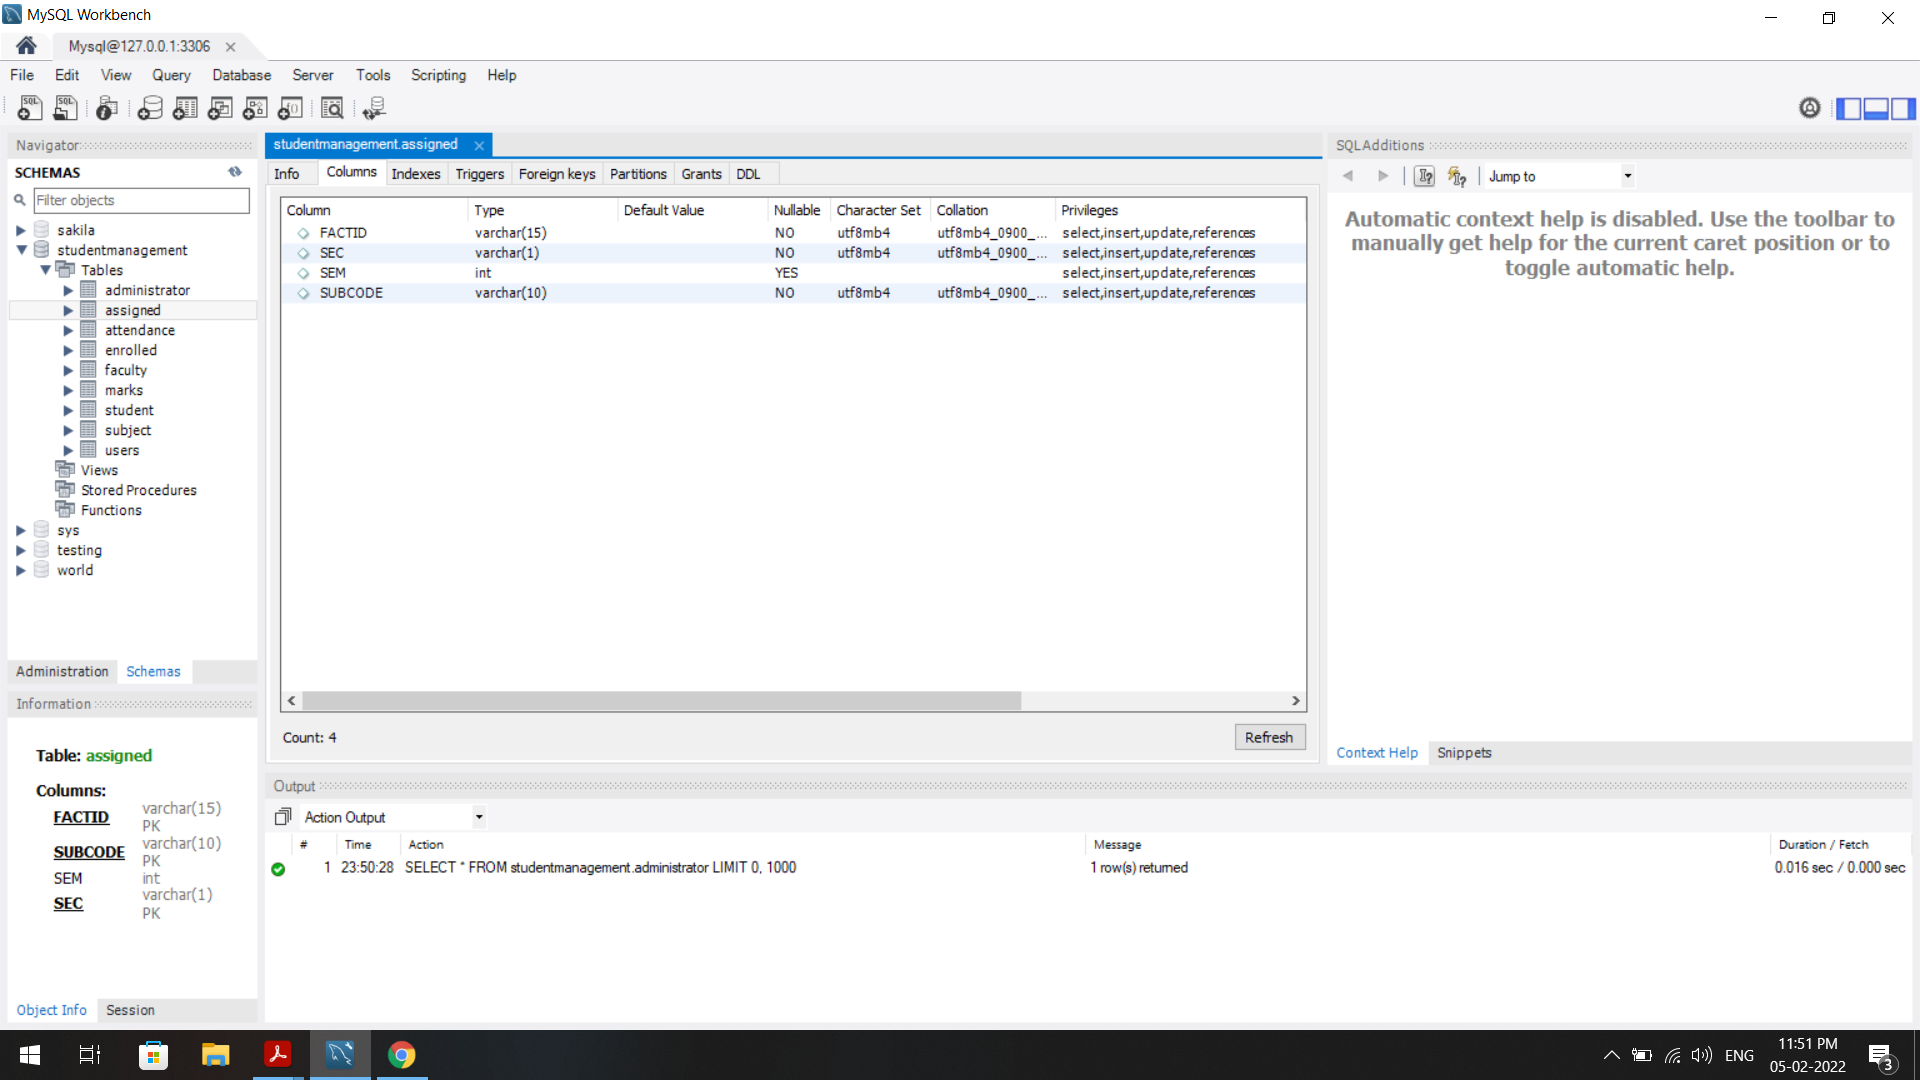 MySQL Workbench
Mysql@127.0.0.1:3306
File Edit View Query Database Server Tools Scripting Help
Navigator
SCHEMAS
Filter objects
sakila
studentmanagement
Tables
administrator
assigned
attendance
enrolled
faculty
marks
student
subject
users
Views
Stored Procedures
Functions
sys
testing
world
Administration Schemas
Information
Table: assigned
Columns:
FACTID varchar(15) PK
SUBCODE varchar(10) PK
SEM int
SEC varchar(1) PK
Object Info Session
studentmanagement.assigned
Info Columns Indexes Triggers Foreign keys Partitions Grants DDL
Column Type Default Value Nullable Character Set Collation Privileges
FACTID varchar(15) NO utf8mb4 utf8mb4_0900_... select,insert,update,references
SEC varchar(1) NO utf8mb4 utf8mb4_0900_... select,insert,update,references
SEM int YES select,insert,update,references
SUBCODE varchar(10) NO utf8mb4 utf8mb4_0900_... select,insert,update,references
Count: 4
Refresh
SQLAdditions
Jump to
Automatic context help is disabled. Use the toolbar to
manually get help for the current caret position or to
toggle automatic help.
Context Help Snippets
Output
Action Output
# Time Action Message Duration / Fetch
1 23:50:28 SELECT * FROM studentmanagement.administrator LIMIT 0, 1000 1 row(s) returned 0.016 sec / 0.000 sec
ENG
11:51 PM
05-02-2022
3